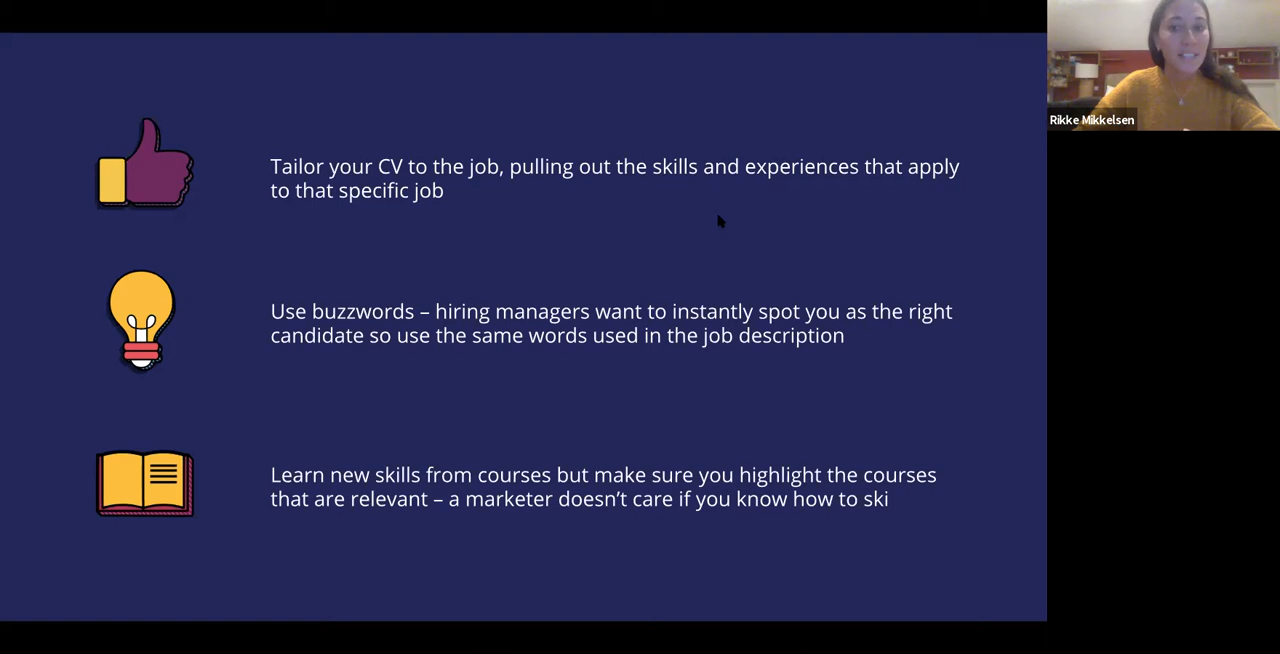 Tailor your CV to the job, pulling out the skills and experiences that apply
to that specific job
Rikke Mikkelsen
Use buzzwords – hiring managers want to instantly spot you as the right
candidate so use the same words used in the job description
Learn new skills from courses but make sure you highlight the courses
that are relevant – a marketer doesn’t care if you know how to ski